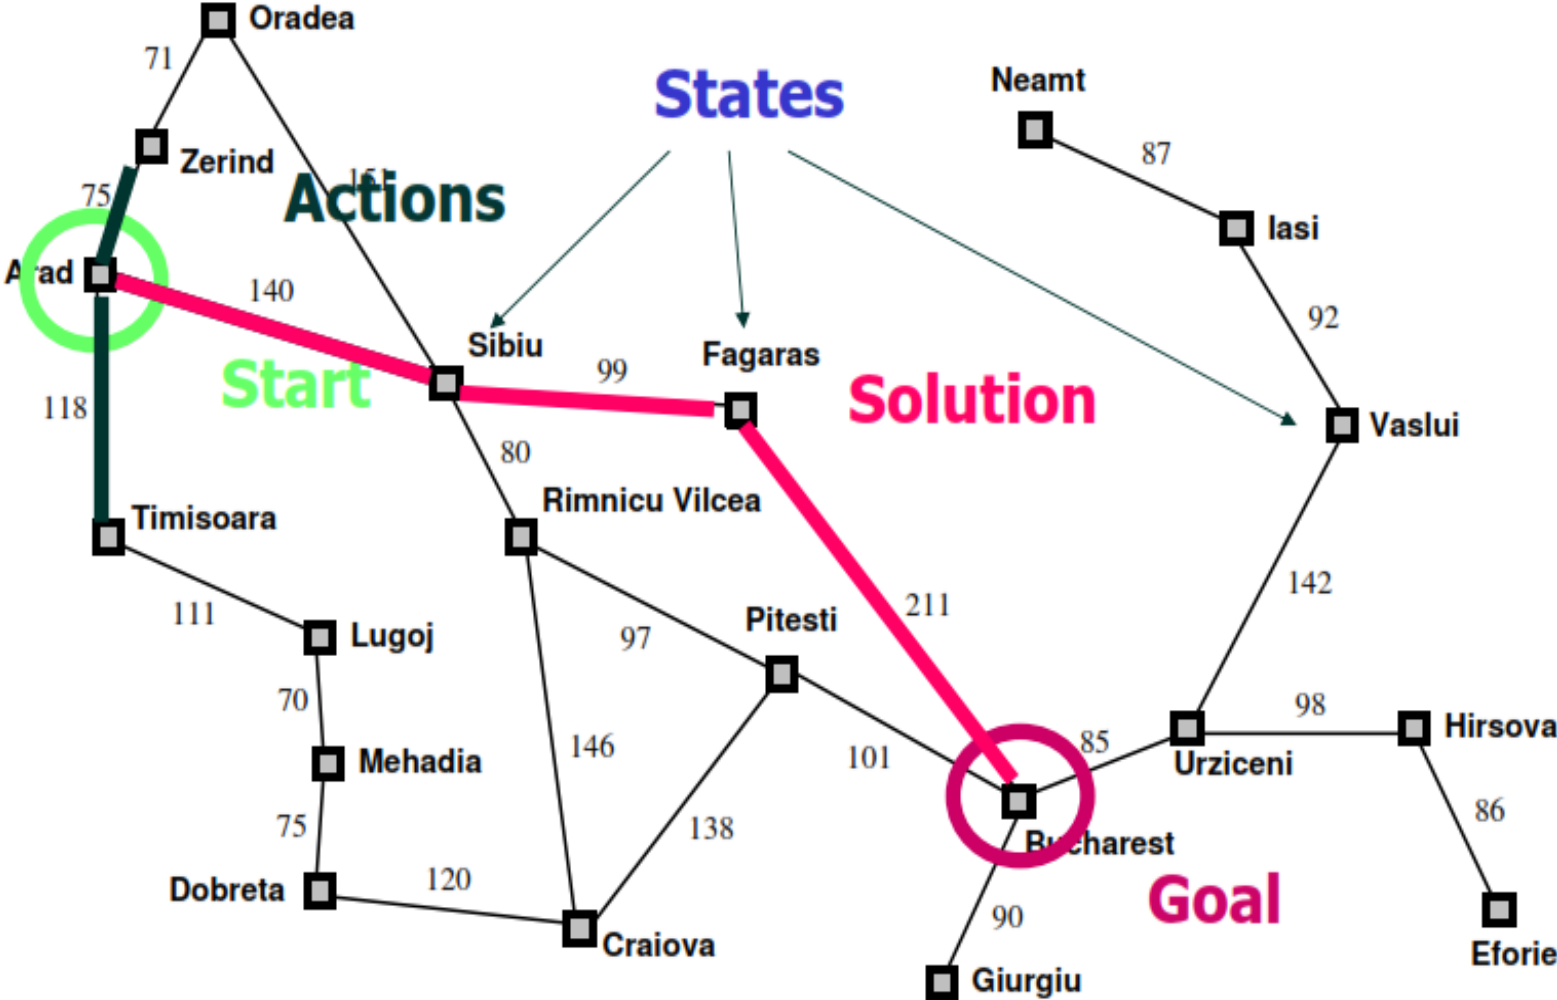 Oradea
71
Neamt
States
87
Zerind
151
Actions
75
Iasi
Arad
140
92
Sibiu
Fagaras
99
Start
Solution
118
Vaslui
80
Rimnicu Vilcea
Timisoara
142
111
211
Pitesti
97
Lugoj
70
98
146
101
85
Hirsova
Mehadia
Urziceni
75
138
86
Bucharest
120
Dobreta
Goal
90
Craiova
Eforie
Giurgiu